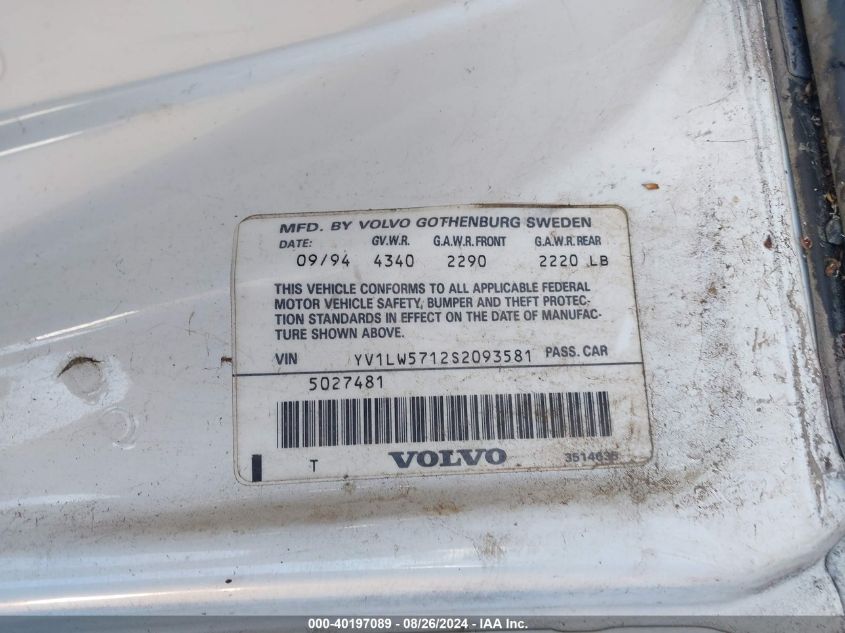 MFD. BY VOLVO GOTHENBURG SWEDEN
DATE: GV.W.R. G.A.W.R. FRONT G.A.W.R. REAR
09/94 4340 2290 2220 LB
THIS VEHICLE CONFORMS TO ALL APPLICABLE FEDERAL
MOTOR VEHICLE SAFETY, BUMPER AND THEFT PROTEC-
TION STANDARDS IN EFFECT ON THE DATE OF MANUFAC-
TURE SHOWN ABOVE.
VIN YV1LW5712S2093581 PASS. CAR
5027481
T VOLVO
000-40197089 - 08/26/2024 - IAA Inc.